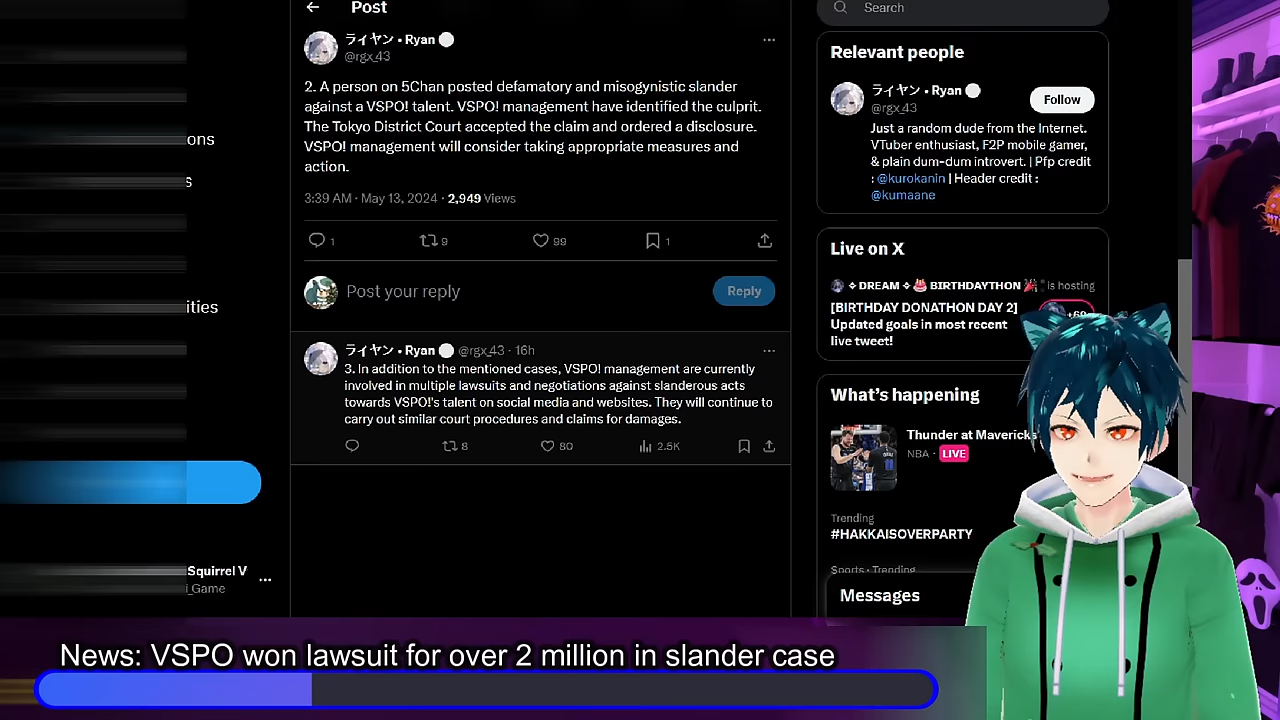 Post
Search
ライヤン • Ryan
@rgx_43
2. A person on 5Chan posted defamatory and misogynistic slander
against a VSPO! talent. VSPO! management have identified the culprit.
The Tokyo District Court accepted the claim and ordered a disclosure.
VSPO! management will consider taking appropriate measures and
action.
3:39 AM · May 13, 2024 · 2,949 Views
1
9
99
1
Post your reply
Reply
ライヤン • Ryan @rgx_43 · 16h
3. In addition to the mentioned cases, VSPO! management are currently
involved in multiple lawsuits and negotiations against slanderous acts
towards VSPO!'s talent on social media and websites. They will continue to
carry out similar court procedures and claims for damages.
8
80
2.5K
Relevant people
ライヤン • Ryan
@rgx_43
Follow
Just a random dude from the Internet.
VTuber enthusiast, F2P mobile gamer,
& plain dum-dum introvert. | Pfp credit
: @kurokanin | Header credit :
@kumaane
Live on X
DREAM BIRTHDAYTHON is hosting
[BIRTHDAY DONATHON DAY 2]
Updated goals in most recent
live tweet!
What's happening
Thunder at Mavericks
NBA · LIVE
Trending
#HAKKAISOVERPARTY
Sports · Trending
Messages
ons
s
ities
Squirrel V
i_Game
News: VSPO won lawsuit for over 2 million in slander case